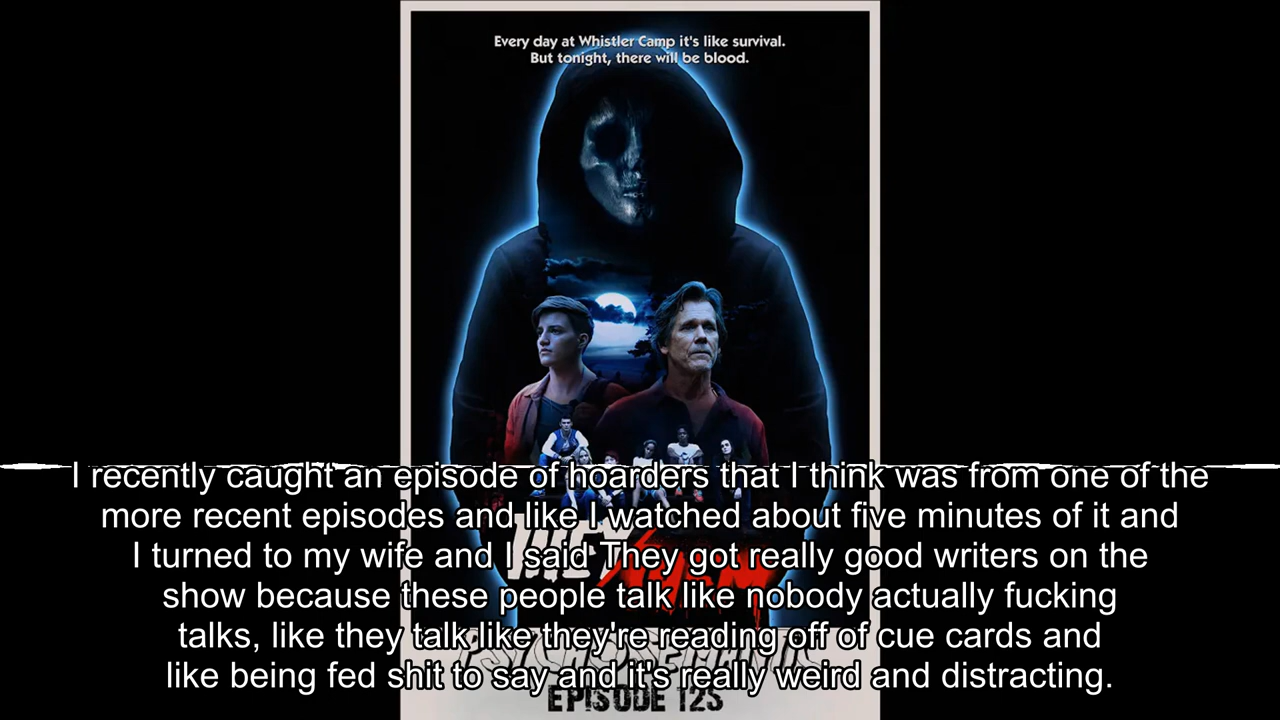 Every day at Whistler Camp it's like survival.
But tonight, there will be blood.
I recently caught an episode of hoarders that I think was from one of the
more recent episodes and like I watched about five minutes of it and
I turned to my wife and I said They got really good writers on the
show because these people talk like nobody actually fucking
talks, like they talk like they're reading off of cue cards and
like being fed shit to say and it's really weird and distracting.
EPISODE 125